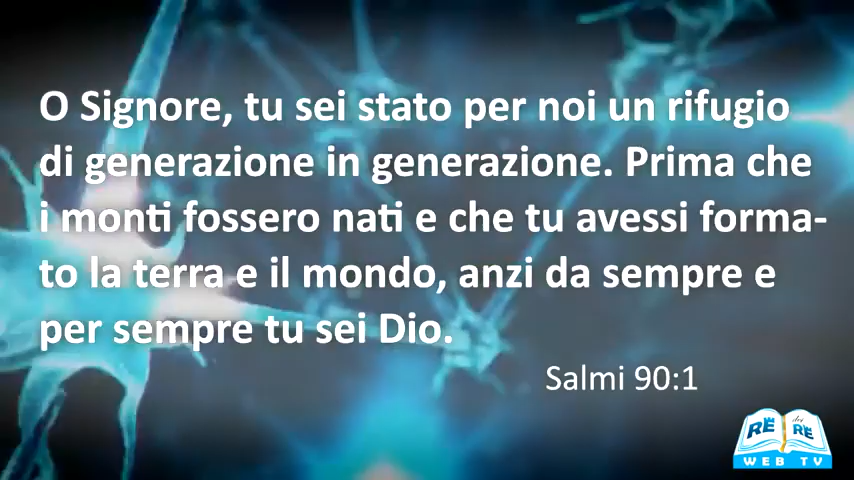 O Signore, tu sei stato per noi un rifugio
di generazione in generazione. Prima che
i monti fossero nati e che tu avessi forma-
to la terra e il mondo, anzi da sempre e
per sempre tu sei Dio.
Salmi 90:1
RE dei RE
WEB TV